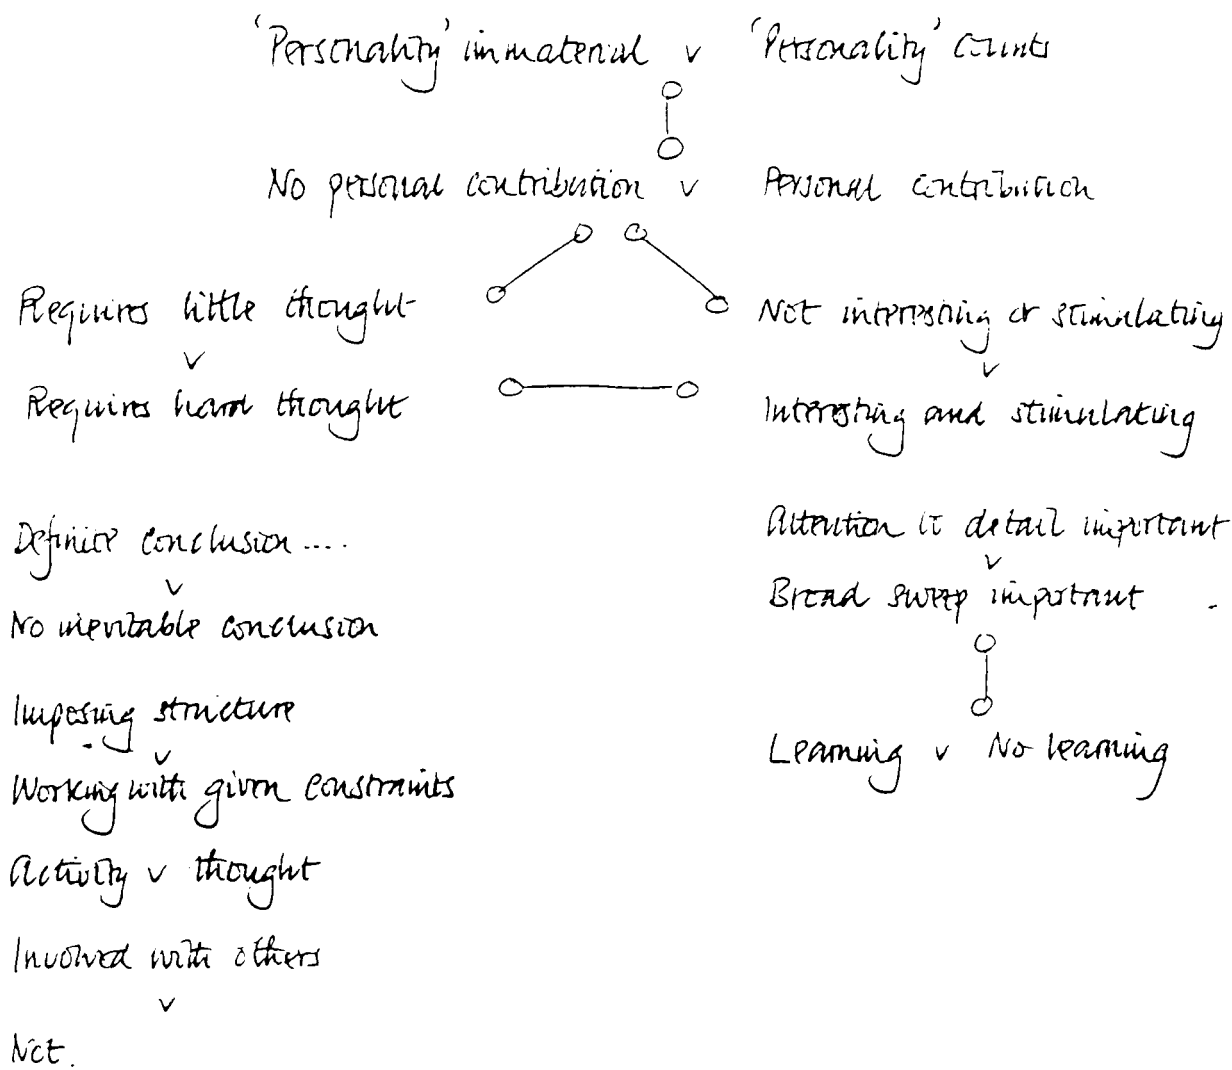 'Personality' immaterial v 'Personality' counts
No personal contribution v Personal contribution
Requires little thought
v
Requires hard thought
Not interesting or stimulating
v
Interesting and stimulating
Definite conclusion ....
v
No inevitable conclusion
Imposing structure
v
Working with given constraints
Activity v thought
Involved with others
v
Not.
Attention to detail important
v
Broad sweep important
Learning v No learning